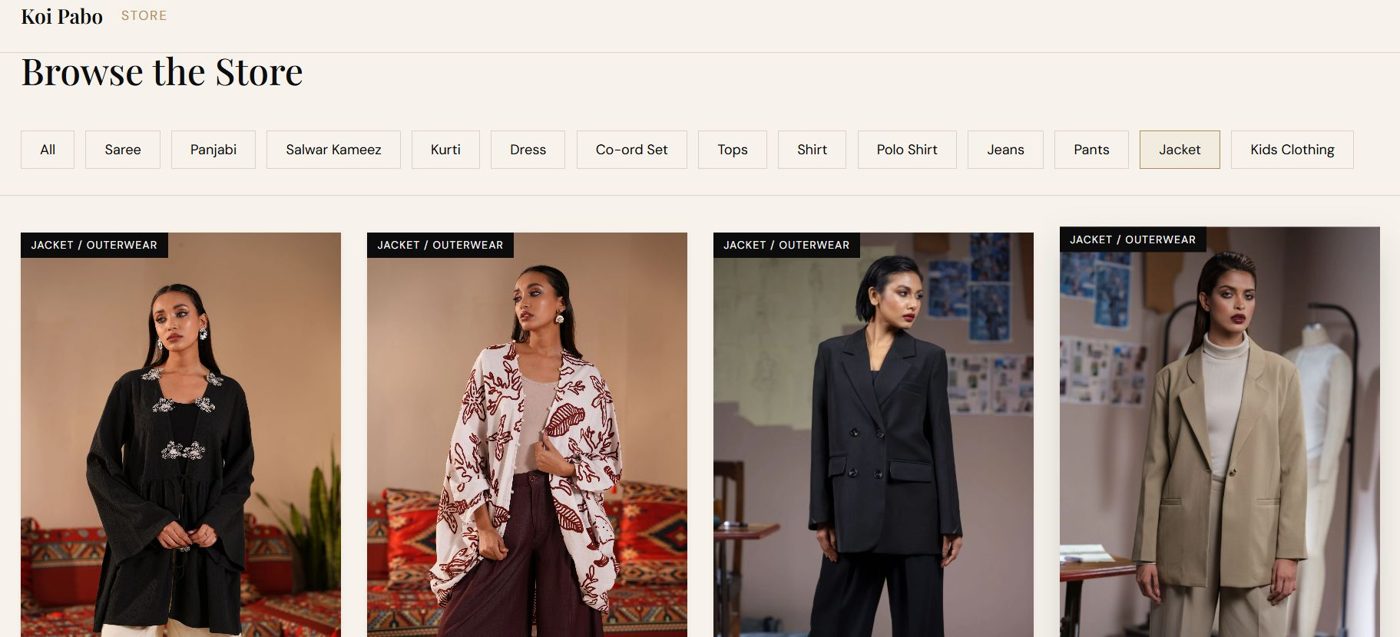 Koi Pabo STORE
Browse the Store
All Saree Panjabi Salwar Kameez Kurti Dress Co-ord Set Tops Shirt Polo Shirt Jeans Pants Jacket Kids Clothing
JACKET / OUTERWEAR JACKET / OUTERWEAR JACKET / OUTERWEAR JACKET / OUTERWEAR